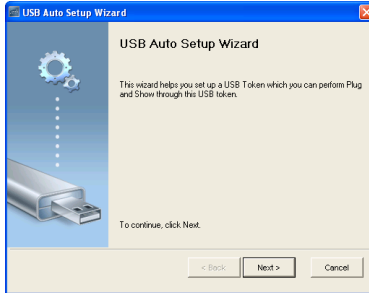 USB Auto Setup Wizard
USB Auto Setup Wizard
This wizard helps you set up a USB Token which you can perform Plug
and Show through this USB token.
To continue, click Next.
< Back
Next >
Cancel